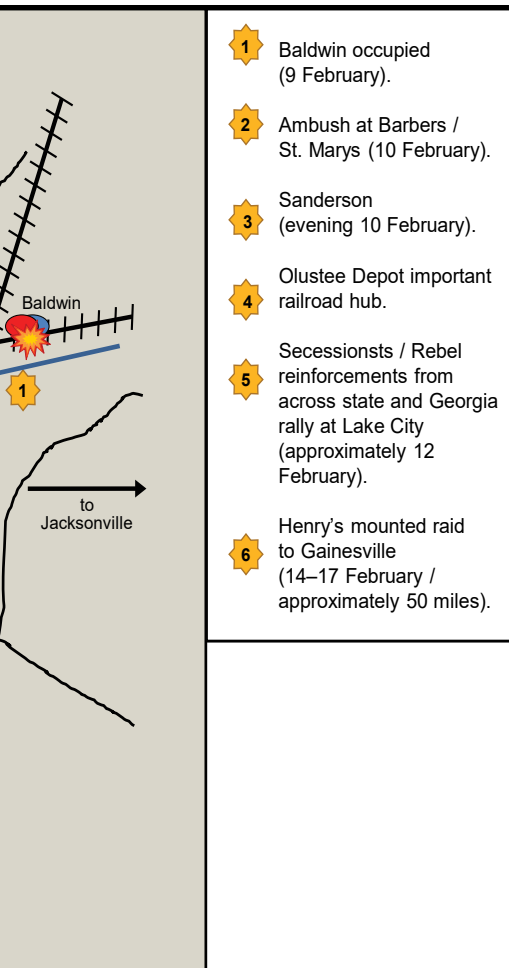 Baldwin
1
to
Jacksonville
1
Baldwin occupied
(9 February).
2
Ambush at Barbers /
St. Marys (10 February).
3
Sanderson
(evening 10 February).
4
Olustee Depot important
railroad hub.
5
Secessionsts / Rebel
reinforcements from
across state and Georgia
rally at Lake City
(approximately 12
February).
6
Henry’s mounted raid
to Gainesville
(14–17 February /
approximately 50 miles).